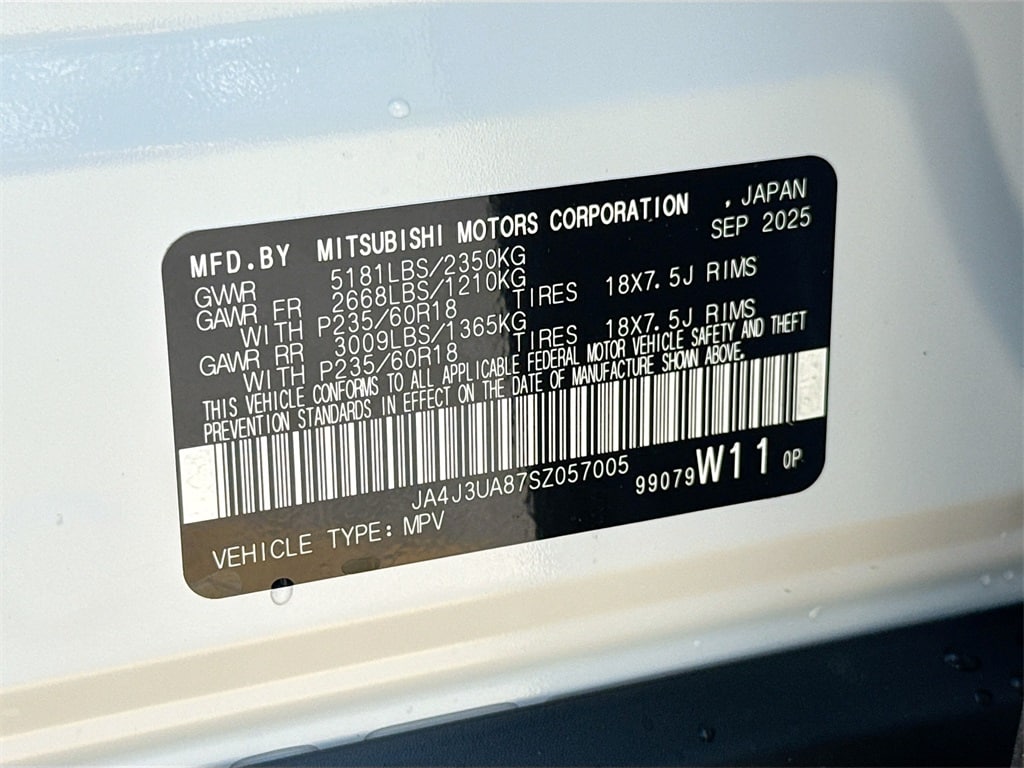 MFD.BY MITSUBISHI MOTORS CORPORATION , JAPAN
SEP 2025
GVWR 5181LBS/2350KG
GAWR FR 2668LBS/1210KG
WITH P235/60R18 TIRES 18X7.5J RIMS
GAWR RR 3009LBS/1365KG
WITH P235/60R18 TIRES 18X7.5J RIMS
THIS VEHICLE CONFORMS TO ALL APPLICABLE FEDERAL MOTOR VEHICLE SAFETY AND THEFT
PREVENTION STANDARDS IN EFFECT ON THE DATE OF MANUFACTURE SHOWN ABOVE.
JA4J3UA87SZ057005
99079 W11 0P
VEHICLE TYPE: MPV